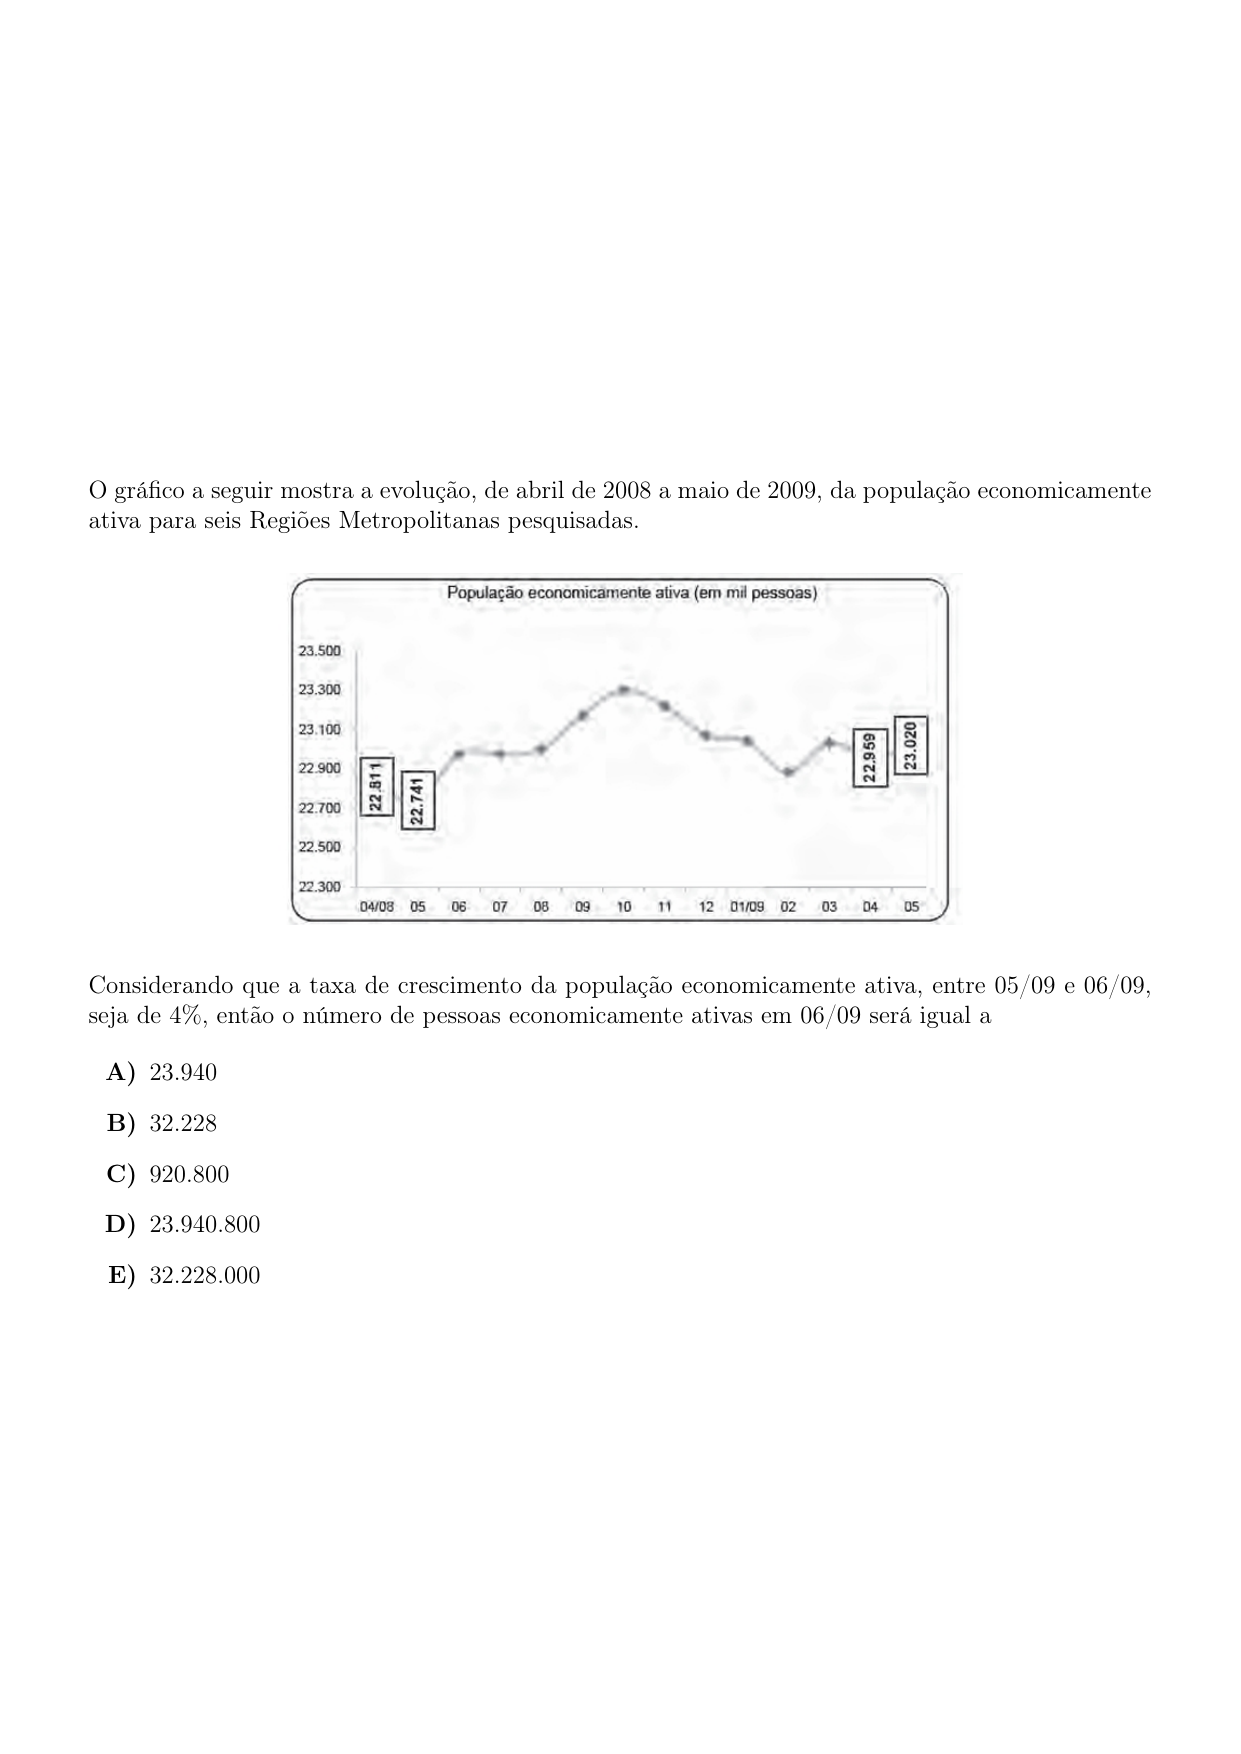 O gráfico a seguir mostra a evolução, de abril de 2008 a maio de 2009, da população economicamente
ativa para seis Regiões Metropolitanas pesquisadas.
População economicamente ativa (em mil pessoas)
23.500
23.300
23.100
22.900
22.700
22.500
22.300
22.811
22.741
22.959
23.020
04/08 05 06 07 08 09 10 11 12 01/09 02 03 04 05
Considerando que a taxa de crescimento da população economicamente ativa, entre 05/09 e 06/09,
seja de 4%, então o número de pessoas economicamente ativas em 06/09 será igual a
A) 23.940
B) 32.228
C) 920.800
D) 23.940.800
E) 32.228.000